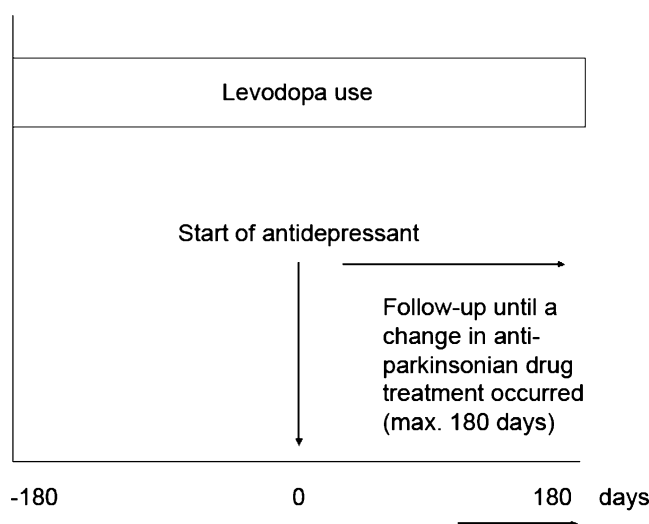 Levodopa use
Start of antidepressant
Follow-up until a
change in anti-
parkinsonian drug
treatment occurred
(max. 180 days)
-180 0 180 days